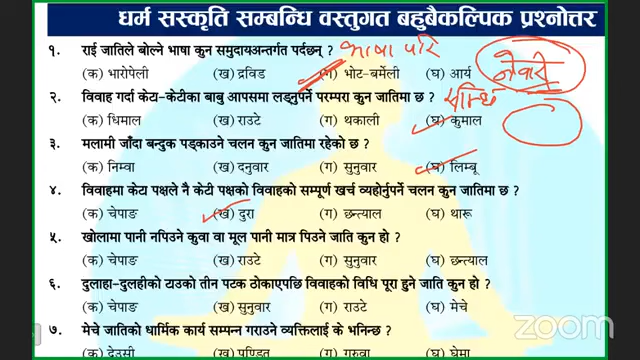 धर्म सस्कृति सम्बन्धि वस्तुगत बहुबैकल्पिक प्रश्नोत्तर
१. राई जातिले बोल्ने भाषा कुन समुदायअन्तर्गत पर्दछन् ? भाषा परि
(क) भारोपेली (ख) द्रविड (ग) भोट-बर्मेली (घ) आर्य नेवारी
२. विवाह गर्दा केटा-केटीका बाबु आपसमा लड्नुपर्ने परम्परा कुन जातिमा छ ?
(क) धिमाल (ख) राउटे (ग) थकाली (घ) कुमाल
३. मलामी जाँदा बन्दुक पड्काउने चलन कुन जातिमा रहेको छ ?
(क) निम्वा (ख) दनुवार (ग) सुनुवार (घ) लिम्बू
४. विवाहमा केटा पक्षले नै केटी पक्षको विवाहको सम्पूर्ण खर्च व्यहोर्नुपर्ने चलन कुन जातिमा छ ?
(क) चेपाङ (ख) दुरा (ग) छन्त्याल (घ) थारू
५. खोलामा पानी नपिउने कुवा वा मूल पानी मात्र पिउने जाति कुन हो ?
(क) चेपाङ (ख) राउटे (ग) सुनुवार (घ) छन्त्याल
६. दुलाहा-दुलहीको टाउको तीन पटक ठोकाएपछि विवाहको विधि पूरा हुने जाति कुन हो ?
(क) चेपाङ (ख) सुनुवार (ग) राउटे (घ) मेचे
७. मेचे जातिको धार्मिक कार्य सम्पन्न गराउने व्यक्तिलाई के भनिन्छ ?
(क) देउसी (ख) पण्डित (ग) गुरुवा (घ) घेमा
zoom